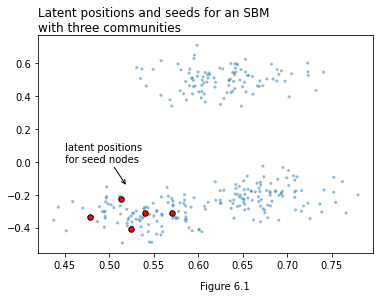 Latent positions and seeds for an SBM
with three communities
0.6
0.4
0.2
0.0
−0.2
−0.4
latent positions
for seed nodes
0.45 0.50 0.55 0.60 0.65 0.70 0.75
Figure 6.1